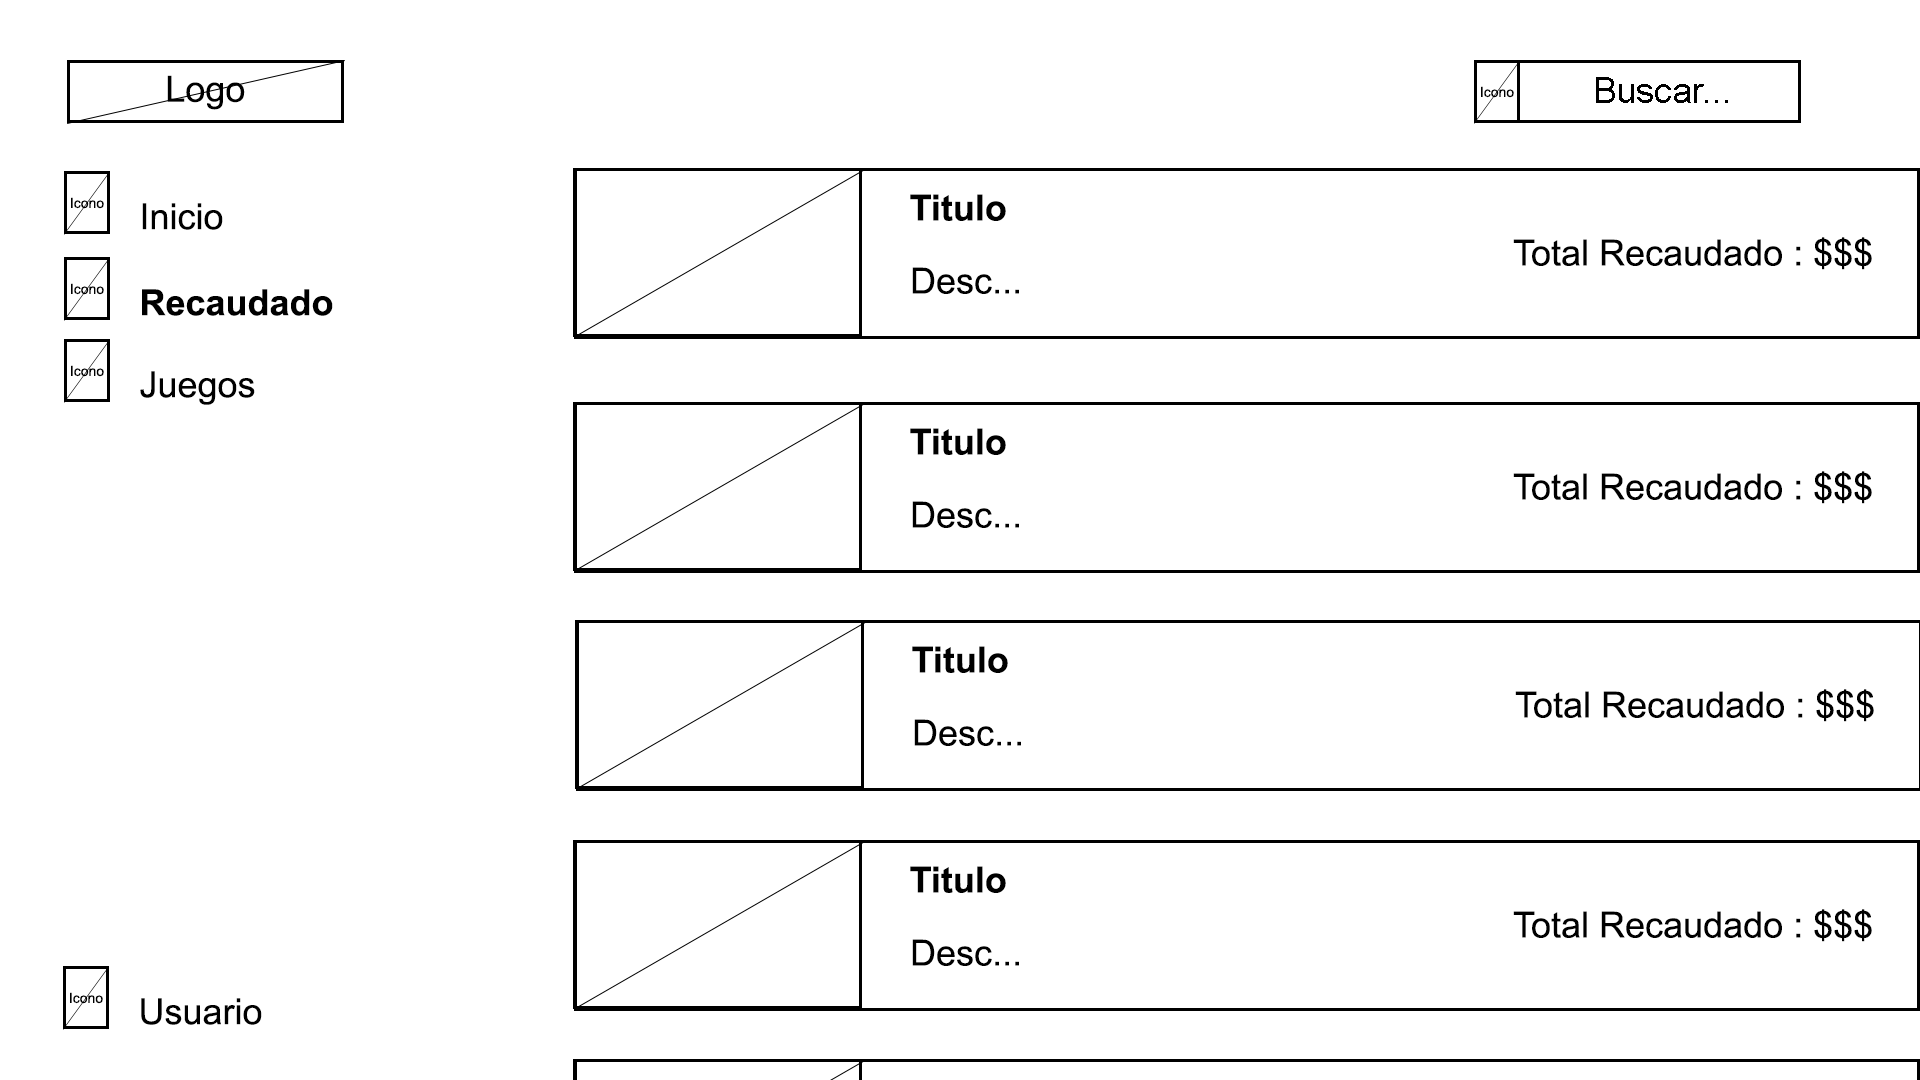 Logo
Icono Buscar...
Icono Inicio
Icono Recaudado
Icono Juegos
Icono Usuario
Titulo
Desc...
Total Recaudado : $$$
Titulo
Desc...
Total Recaudado : $$$
Titulo
Desc...
Total Recaudado : $$$
Titulo
Desc...
Total Recaudado : $$$